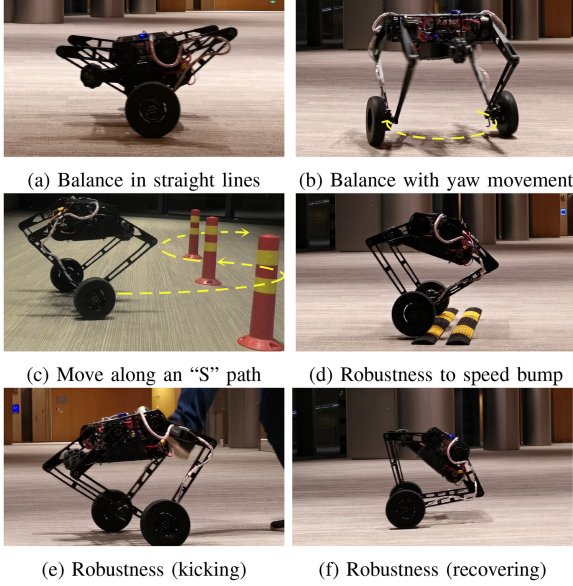 (a) Balance in straight lines
(b) Balance with yaw movement
(c) Move along an “S” path
(d) Robustness to speed bump
(e) Robustness (kicking)
(f) Robustness (recovering)